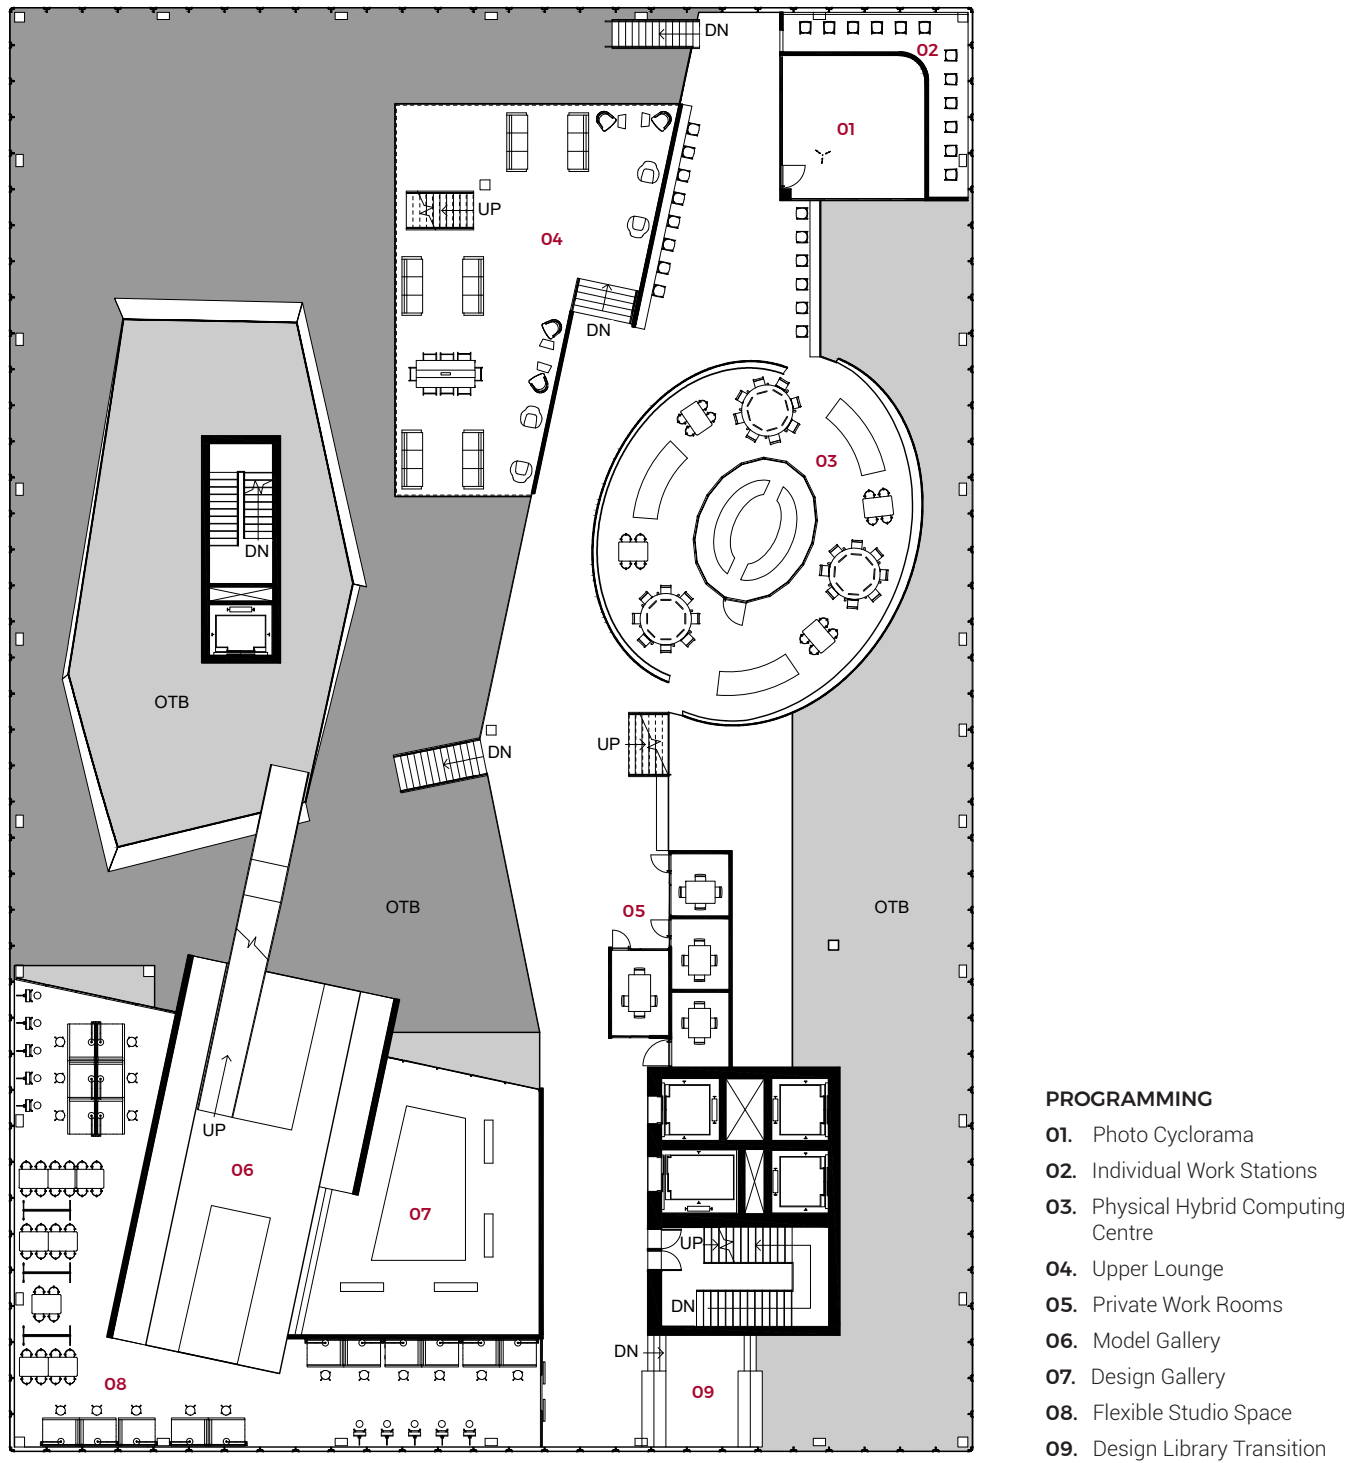 DN
02
01
UP
04
DN
03
DN
OTB
UP
DN
OTB
05
OTB
UP
06
07
UP
DN
DN
08
09
PROGRAMMING
01. Photo Cyclorama
02. Individual Work Stations
03. Physical Hybrid Computing
Centre
04. Upper Lounge
05. Private Work Rooms
06. Model Gallery
07. Design Gallery
08. Flexible Studio Space
09. Design Library Transition